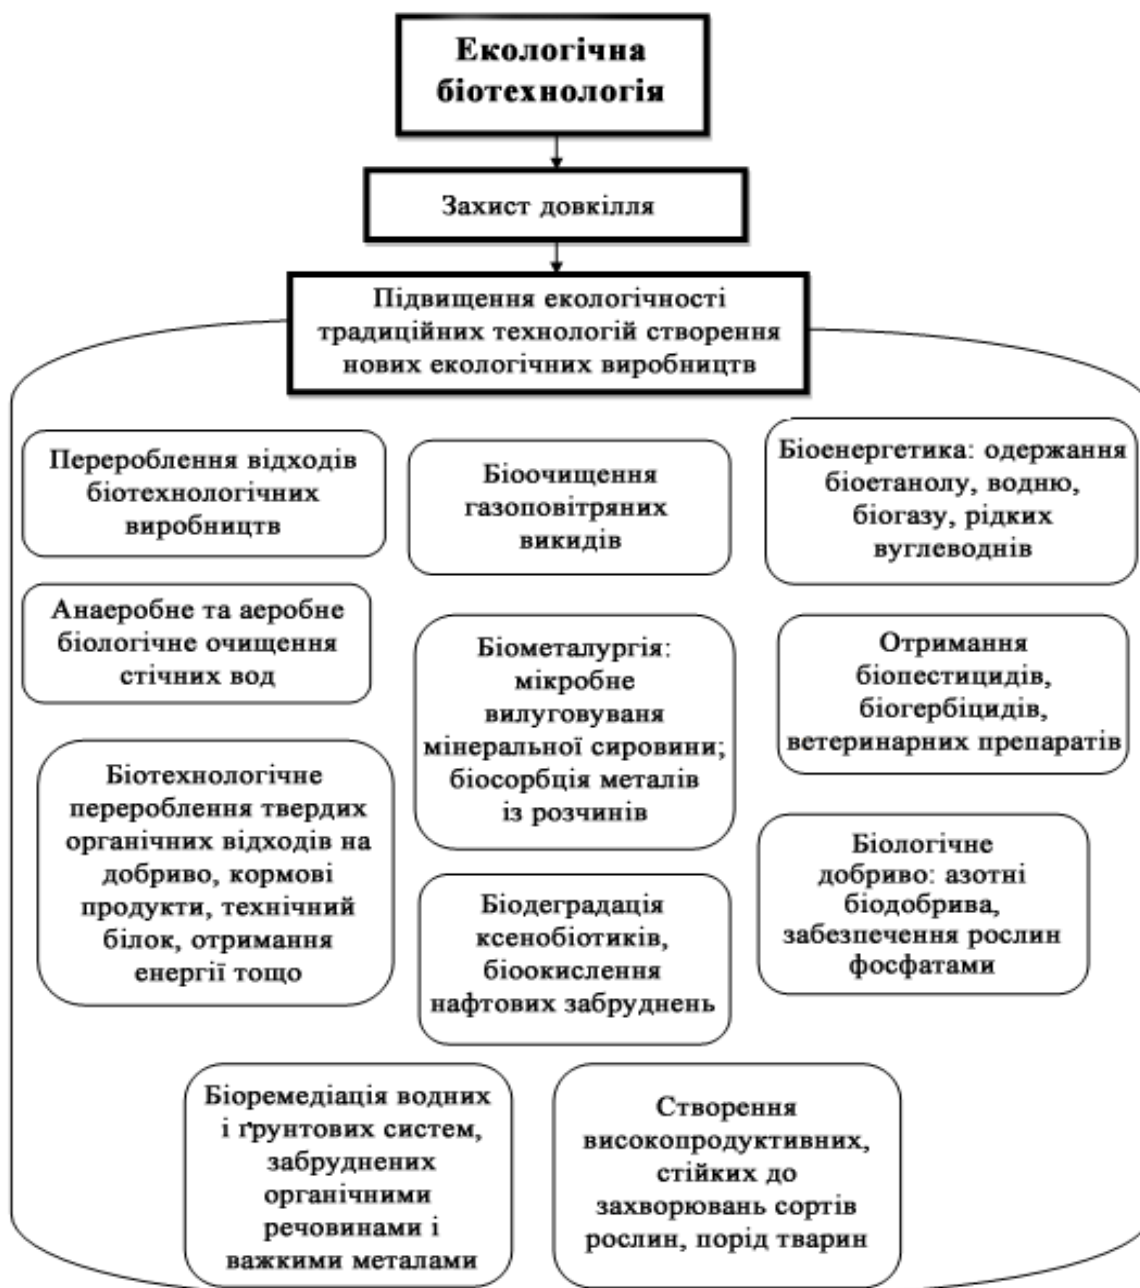 Екологічна
біотехнологія
Захист довкілля
Підвищення екологічності
традиційних технологій створення
нових екологічних виробництв
Перероблення відходів
біотехнологічних
виробництв
Біоочищення
газоповітряних
викидів
Біоенергетика: одержання
біоетанолу, водню,
біогазу, рідких
вуглеводнів
Анаеробне та аеробне
біологічне очищення
стічних вод
Біометалургія:
мікробне
вилуговуваня
мінеральної сировини;
біосорбція металів
із розчинів
Отримання
біопестицидів,
біогербіцидів,
ветеринарних препаратів
Біотехнологічне
перероблення твердих
органічних відходів на
добриво, кормові
продукти, технічний
білок, отримання
енергії тощо
Біодеградація
ксенобіотиків,
біоокислення
нафтових забруднень
Біологічне
добриво: азотні
біодобрива,
забезпечення рослин
фосфатами
Біоремедіація водних
і ґрунтових систем,
забруднених
органічними
речовинами і
важкими металами
Створення
високопродуктивних,
стійких до
захворювань сортів
рослин, порід тварин